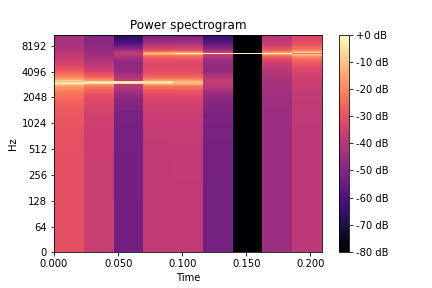 Power spectrogram
Hz
8192
4096
2048
1024
512
256
128
64
0
0.000
0.050
0.100
0.150
0.200
Time
+0 dB
-10 dB
-20 dB
-30 dB
-40 dB
-50 dB
-60 dB
-70 dB
-80 dB